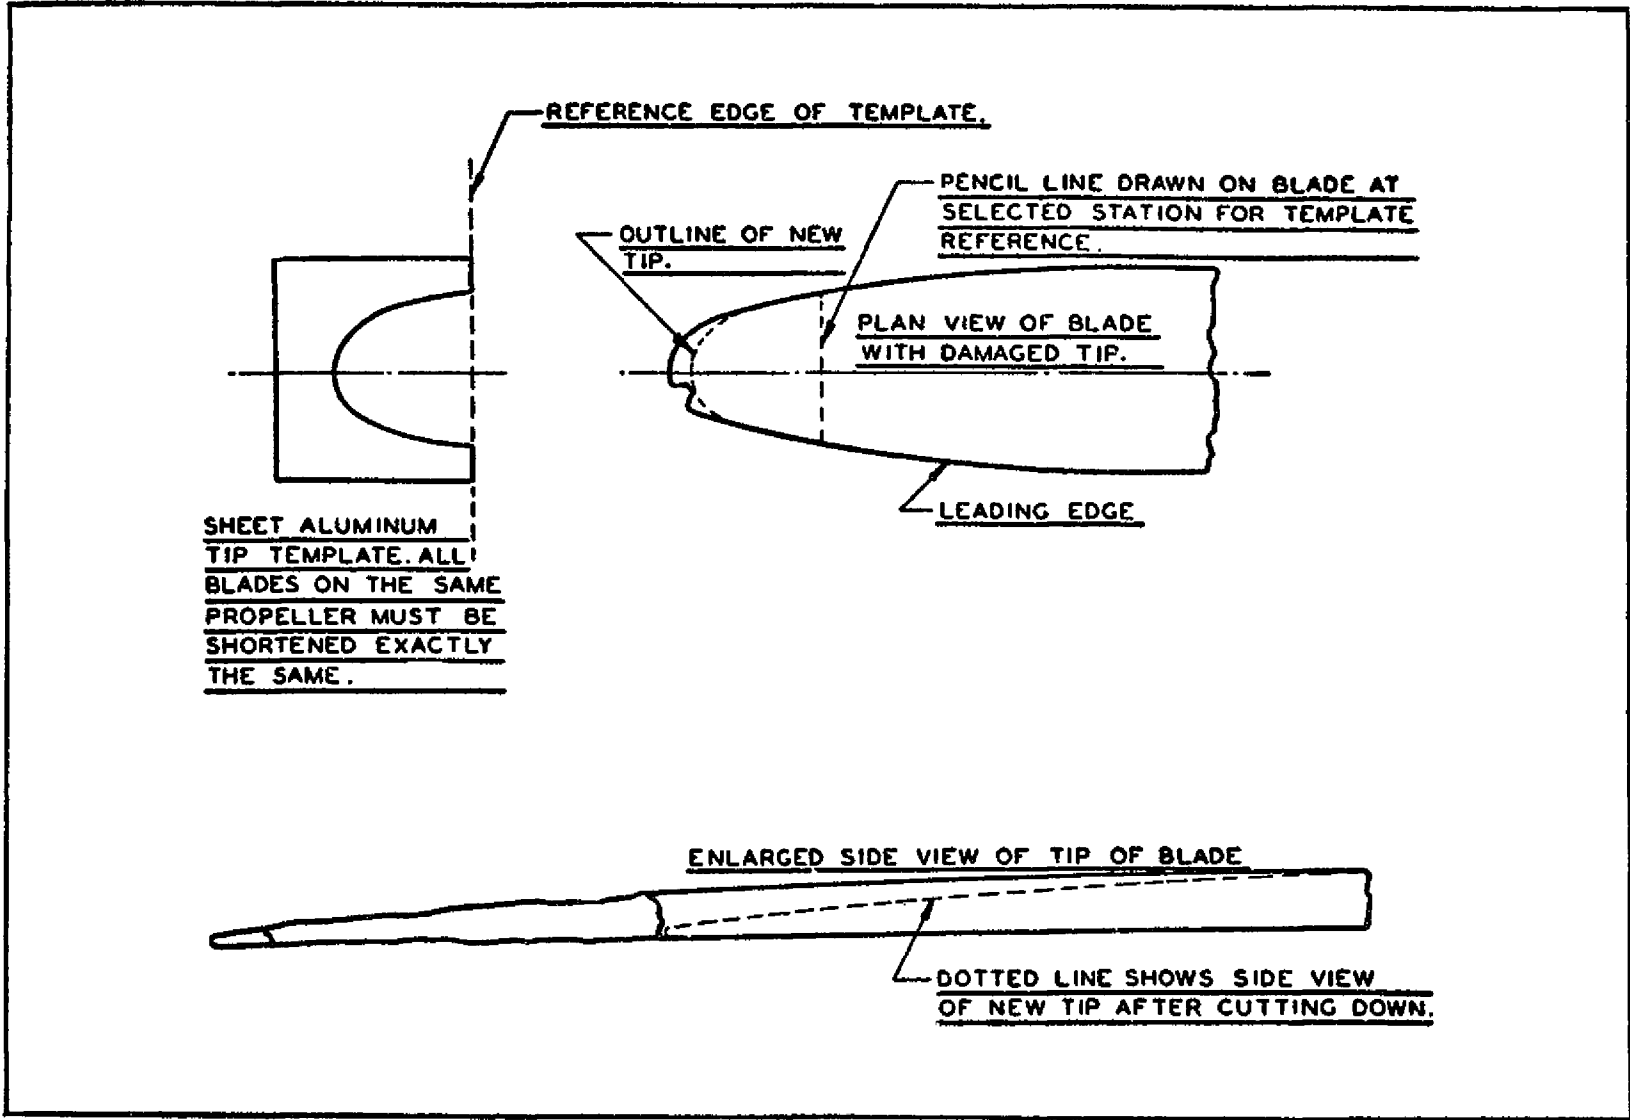 REFERENCE EDGE OF TEMPLATE.
PENCIL LINE DRAWN ON BLADE AT
SELECTED STATION FOR TEMPLATE
REFERENCE.
OUTLINE OF NEW
TIP.
PLAN VIEW OF BLADE
WITH DAMAGED TIP.
LEADING EDGE
SHEET ALUMINUM
TIP TEMPLATE. ALL
BLADES ON THE SAME
PROPELLER MUST BE
SHORTENED EXACTLY
THE SAME.
ENLARGED SIDE VIEW OF TIP OF BLADE
DOTTED LINE SHOWS SIDE VIEW
OF NEW TIP AFTER CUTTING DOWN.